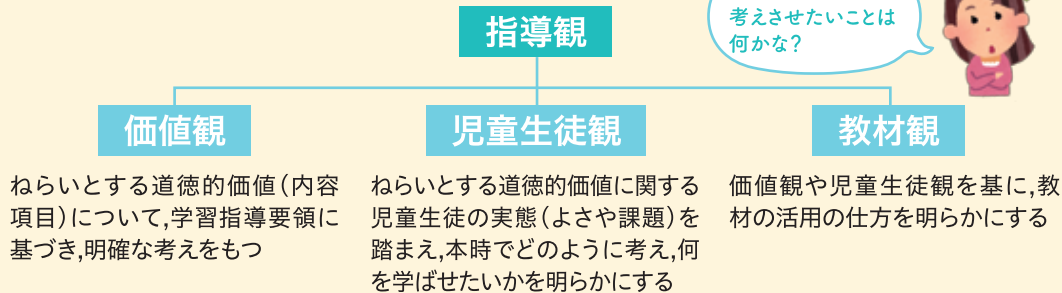 考えさせたいことは
何かな?
指導観
価値観
ねらいとする道徳的価値(内容
項目)について,学習指導要領に
基づき,明確な考えをもつ
児童生徒観
ねらいとする道徳的価値に関する
児童生徒の実態(よさや課題)を
踏まえ,本時でどのように考え,何
を学ばせたいかを明らかにする
教材観
価値観や児童生徒観を基に,教
材の活用の仕方を明らかにする